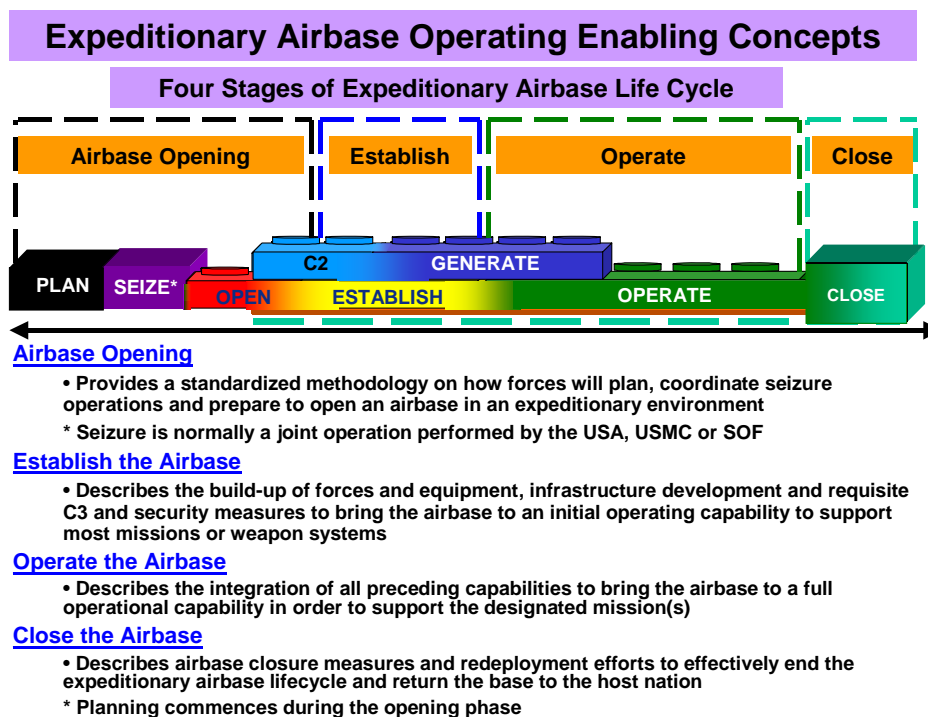 Expeditionary Airbase Operating Enabling Concepts
Four Stages of Expeditionary Airbase Life Cycle
Airbase Opening
Establish
Operate
Close
C2
GENERATE
PLAN
SEIZE*
OPEN
ESTABLISH
OPERATE
CLOSE
Airbase Opening
• Provides a standardized methodology on how forces will plan, coordinate seizure
operations and prepare to open an airbase in an expeditionary environment
* Seizure is normally a joint operation performed by the USA, USMC or SOF
Establish the Airbase
• Describes the build-up of forces and equipment, infrastructure development and requisite
C3 and security measures to bring the airbase to an initial operating capability to support
most missions or weapon systems
Operate the Airbase
• Describes the integration of all preceding capabilities to bring the airbase to a full
operational capability in order to support the designated mission(s)
Close the Airbase
• Describes airbase closure measures and redeployment efforts to effectively end the
expeditionary airbase lifecycle and return the base to the host nation
* Planning commences during the opening phase